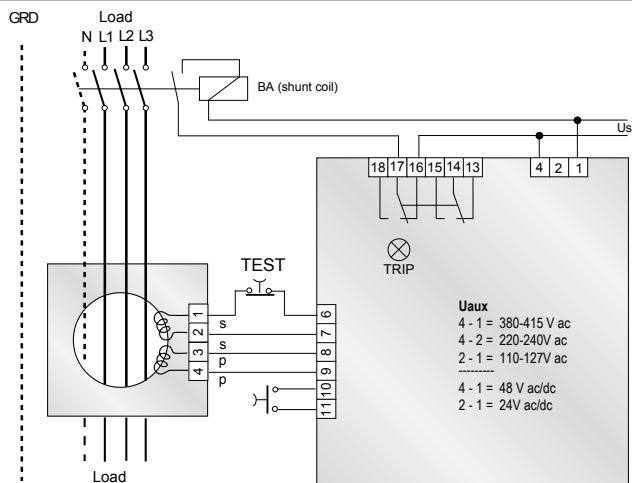 GRD
Load
N L1 L2 L3
BA (shunt coil)
Us
18 17 16 15 14 13
4 2 1
TRIP
TEST
1
2
3
4
s
s
p
p
6
7
8
9
10
11
Uaux
4 - 1 = 380-415 V ac
4 - 2 = 220-240V ac
2 - 1 = 110-127V ac
---------
4 - 1 = 48 V ac/dc
2 - 1 = 24V ac/dc
Load